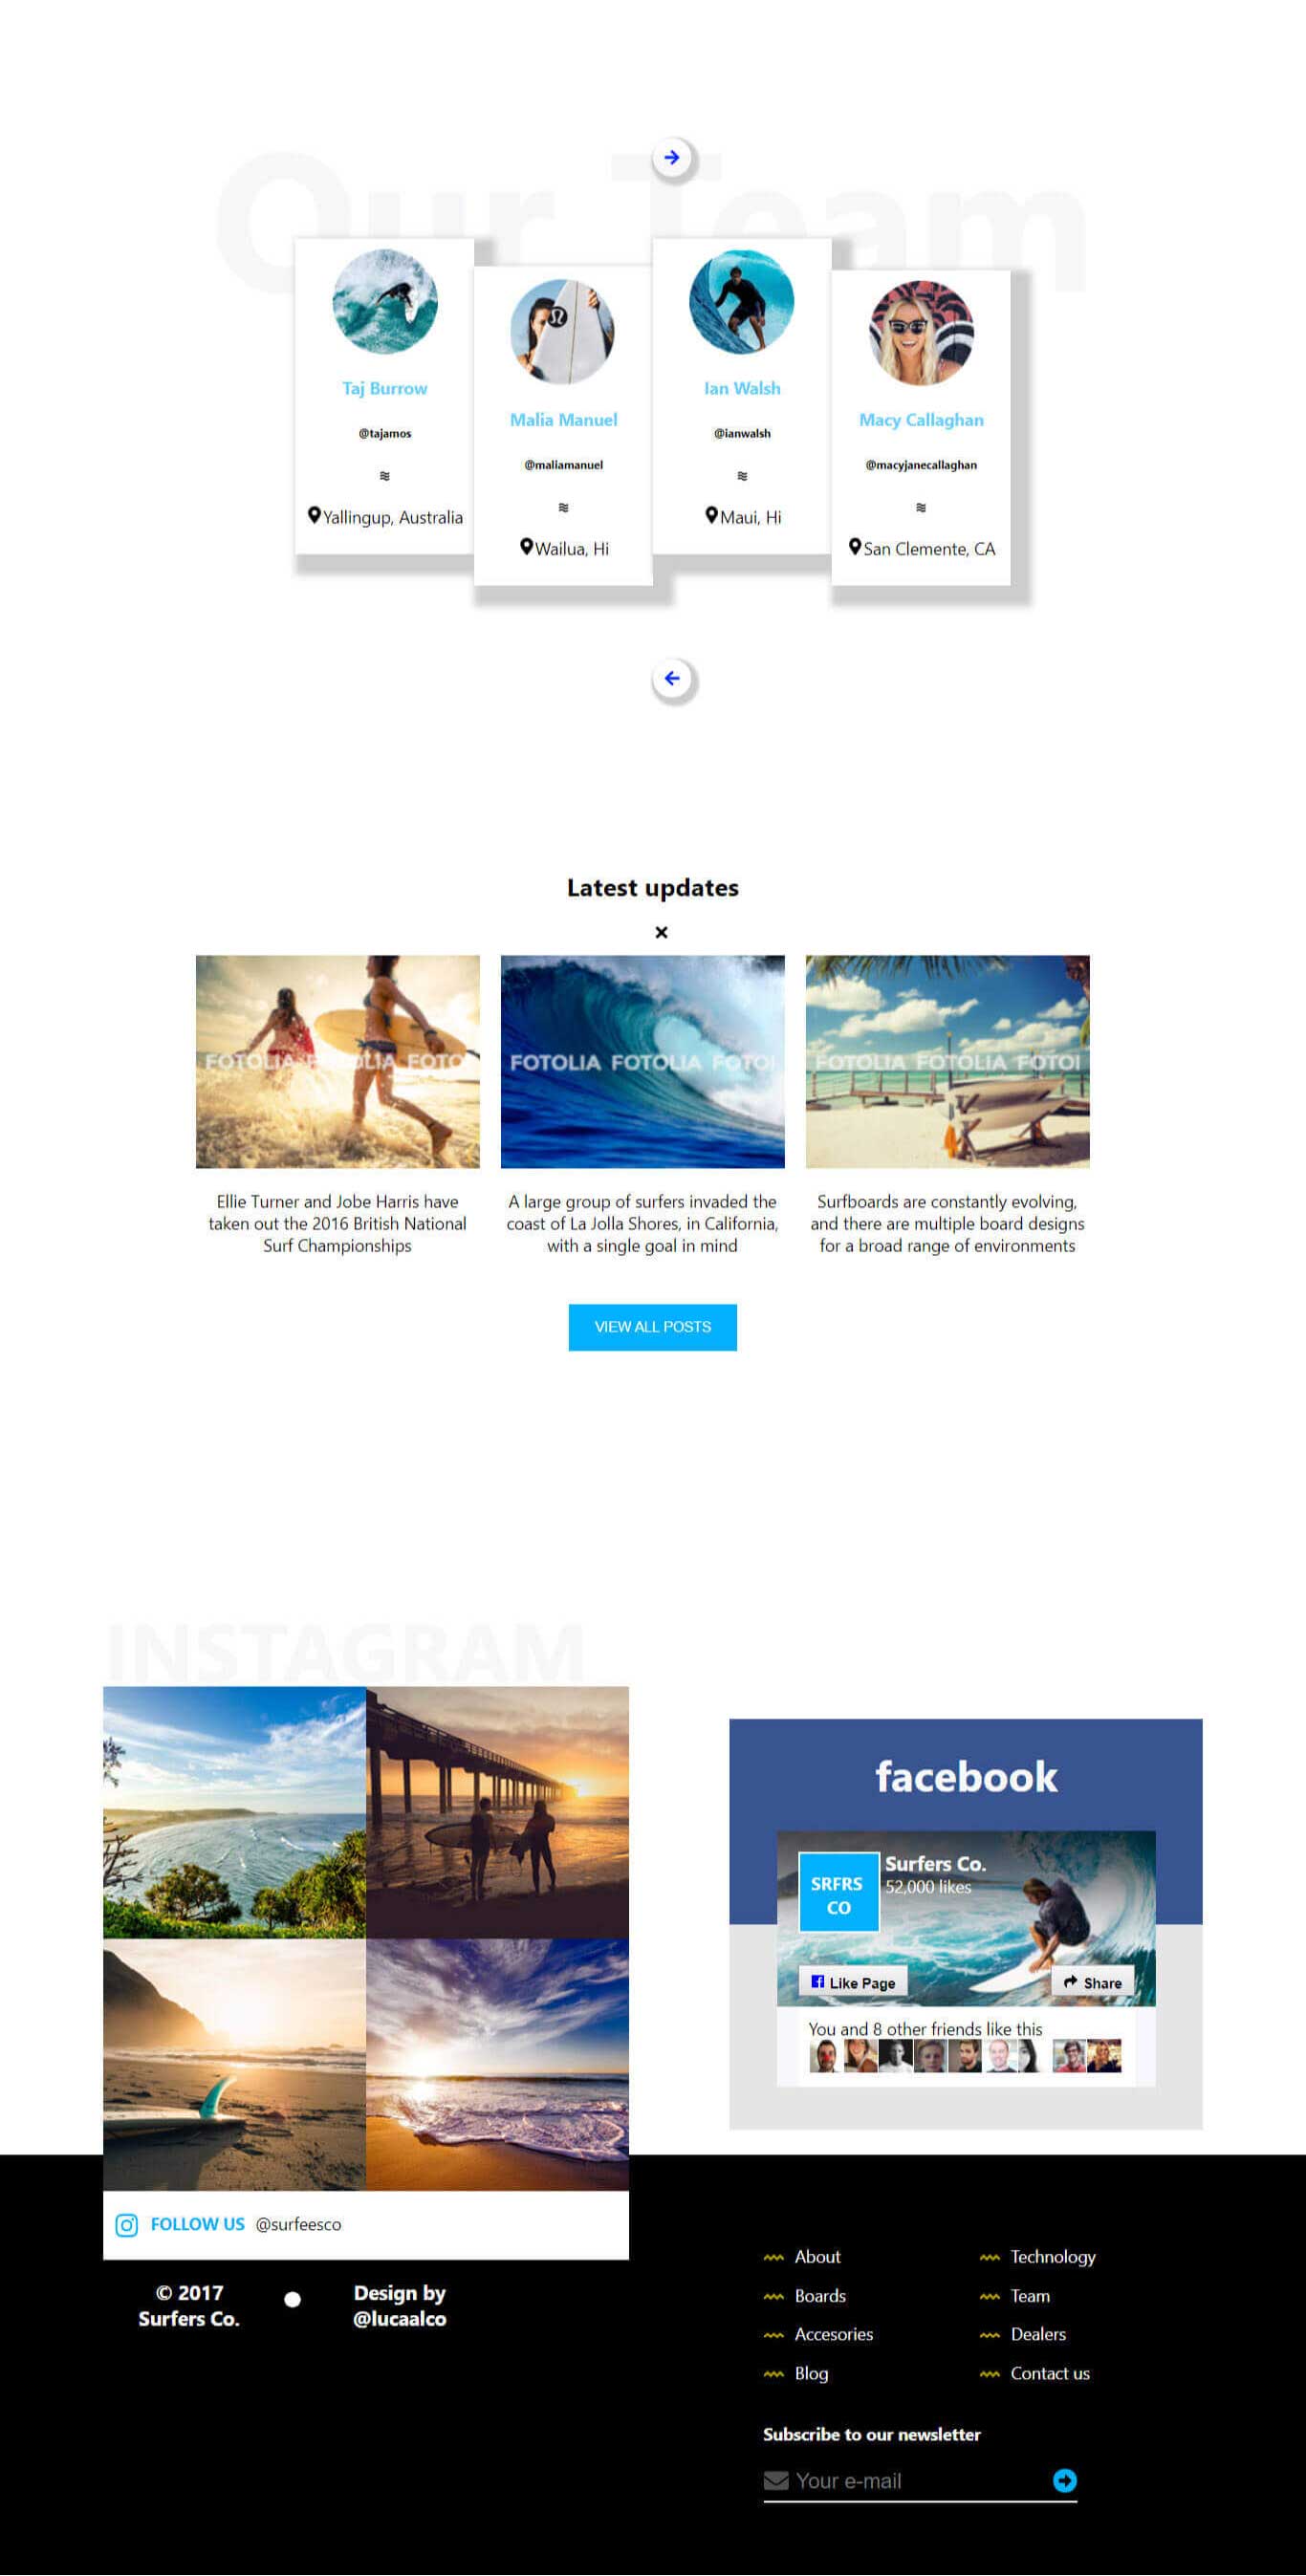 Our Team
Taj Burrow
@tajamos
Yallingup, Australia
Malia Manuel
@maliamanuel
Wailua, Hi
Ian Walsh
@ianwalsh
Maui, Hi
Macy Callaghan
@macyjanecallaghan
San Clemente, CA
Latest updates
FOTOLIA FOTOLIA FOTO
FOTOLIA FOTOLIA FOTOI
FOTOLIA FOTOLIA FOTOI
Ellie Turner and Jobe Harris have
taken out the 2016 British National
Surf Championships
A large group of surfers invaded the
coast of La Jolla Shores, in California,
with a single goal in mind
Surfboards are constantly evolving,
and there are multiple board designs
for a broad range of environments
VIEW ALL POSTS
INSTAGRAM
FOLLOW US @surfeesco
facebook
SRFRS
CO
Surfers Co.
52,000 likes
Like Page
Share
You and 8 other friends like this
© 2017
Surfers Co.
Design by
@lucaalco
About
Boards
Accesories
Blog
Technology
Team
Dealers
Contact us
Subscribe to our newsletter
Your e-mail